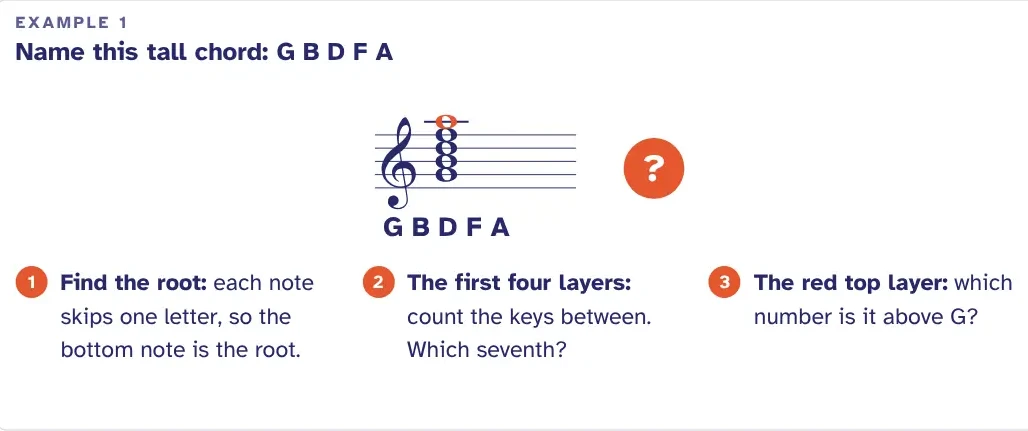 EXAMPLE 1
Name this tall chord: G B D F A
?
G B D F A
1
Find the root: each note
skips one letter, so the
bottom note is the root.
2
The first four layers:
count the keys between.
Which seventh?
3
The red top layer: which
number is it above G?